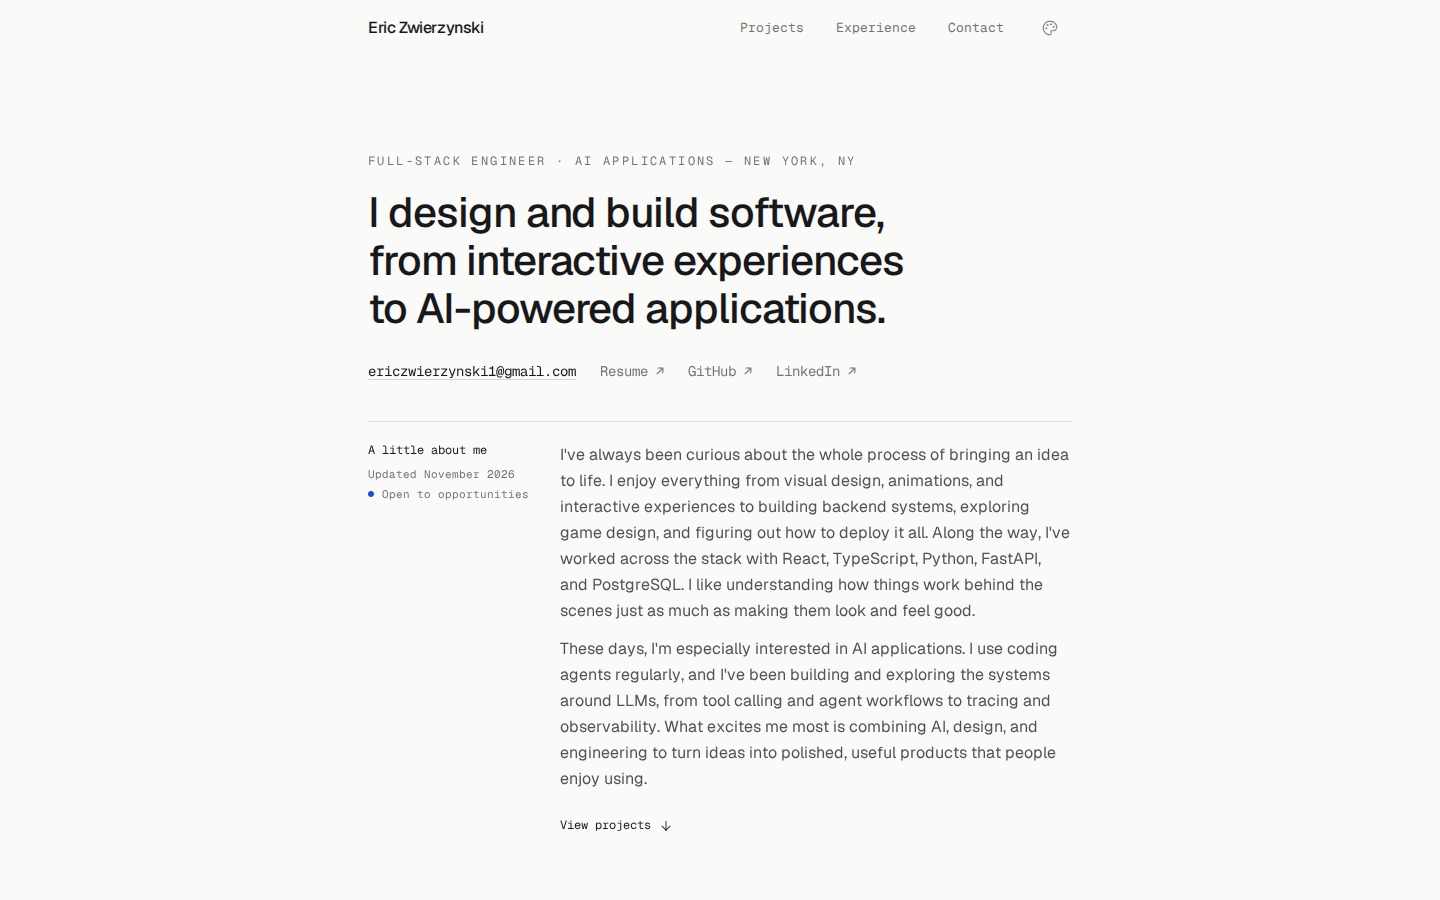 Eric Zwierzynski
Projects Experience Contact
FULL-STACK ENGINEER · AI APPLICATIONS — NEW YORK, NY
I design and build software,
from interactive experiences
to AI-powered applications.
ericzwierzynski1@gmail.com Resume ↗ GitHub ↗ LinkedIn ↗
A little about me
Updated November 2026
Open to opportunities
I've always been curious about the whole process of bringing an idea
to life. I enjoy everything from visual design, animations, and
interactive experiences to building backend systems, exploring
game design, and figuring out how to deploy it all. Along the way, I've
worked across the stack with React, TypeScript, Python, FastAPI,
and PostgreSQL. I like understanding how things work behind the
scenes just as much as making them look and feel good.
These days, I'm especially interested in AI applications. I use coding
agents regularly, and I've been building and exploring the systems
around LLMs, from tool calling and agent workflows to tracing and
observability. What excites me most is combining AI, design, and
engineering to turn ideas into polished, useful products that people
enjoy using.
View projects ↓